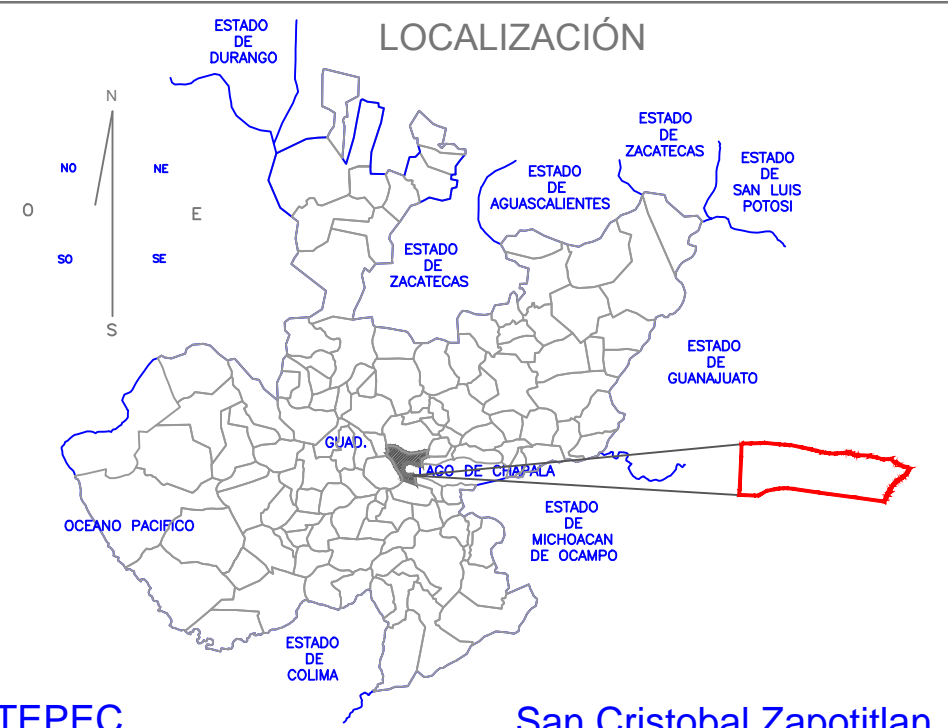 LOCALIZACIÓN
ESTADO
DE
DURANGO
N
NO
NE
O
E
SO
SE
S
ESTADO
DE
ZACATECAS
ESTADO
DE
SAN LUIS
POTOSI
ESTADO
DE
AGUASCALIENTES
ESTADO
DE
ZACATECAS
ESTADO
DE
GUANAJUATO
GUAD.
LAGO DE CHAPALA
OCEANO PACIFICO
ESTADO
DE
MICHOACAN
DE OCAMPO
ESTADO
DE
COLIMA
TEPEC
San Cristobal Zapotitlan